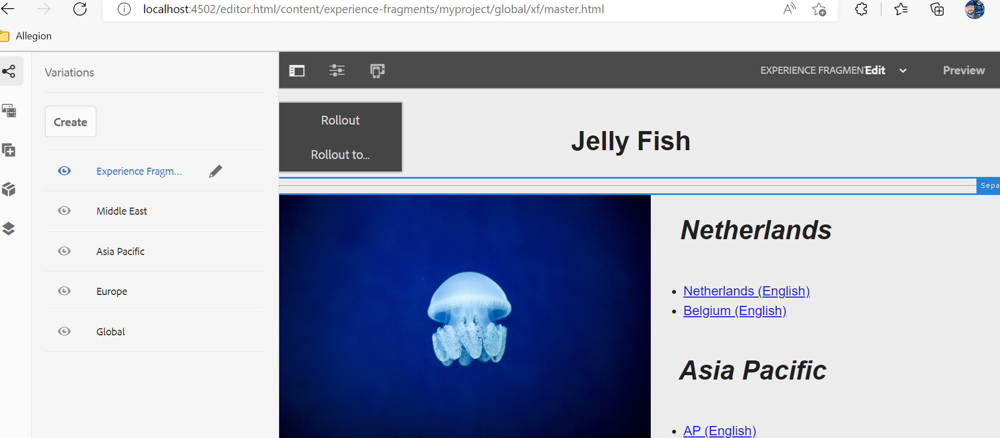 localhost:4502/editor.html/content/experience-fragments/myproject/global/xf/master.html
Allegion
Variations
Create
Experience Fragm...
Middle East
Asia Pacific
Europe
Global
EXPERIENCE FRAGMENT
Edit
Preview
Rollout
Rollout to...
Jelly Fish
Sepa
Netherlands
Netherlands (English)
Belgium (English)
Asia Pacific
AP (English)